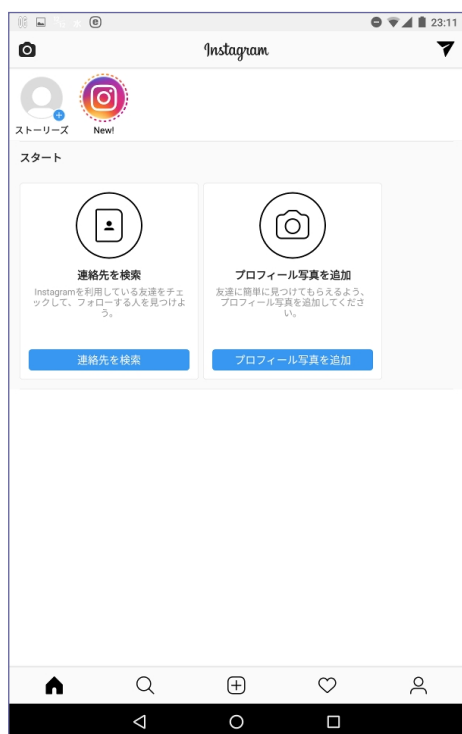 23:11
Instagram
ストーリーズ
New!
スタート
連絡先を検索
Instagramを利用している友達をチェ
ックして、フォローする人を見つけよ
う。
連絡先を検索
プロフィール写真を追加
友達に簡単に見つけてもらえるよう、
プロフィール写真を追加してくださ
い。
プロフィール写真を追加